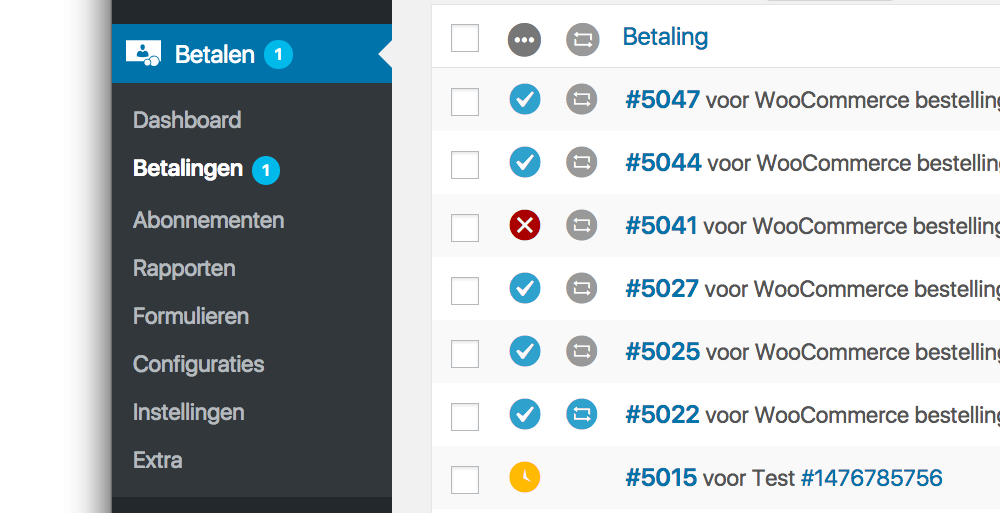 Betalen 1
Dashboard
Betalingen 1
Abonnementen
Rapporten
Formulieren
Configuraties
Instellingen
Extra
Betaling
#5047 voor WooCommerce bestelling
#5044 voor WooCommerce bestelling
#5041 voor WooCommerce bestelling
#5027 voor WooCommerce bestelling
#5025 voor WooCommerce bestelling
#5022 voor WooCommerce bestelling
#5015 voor Test #1476785756